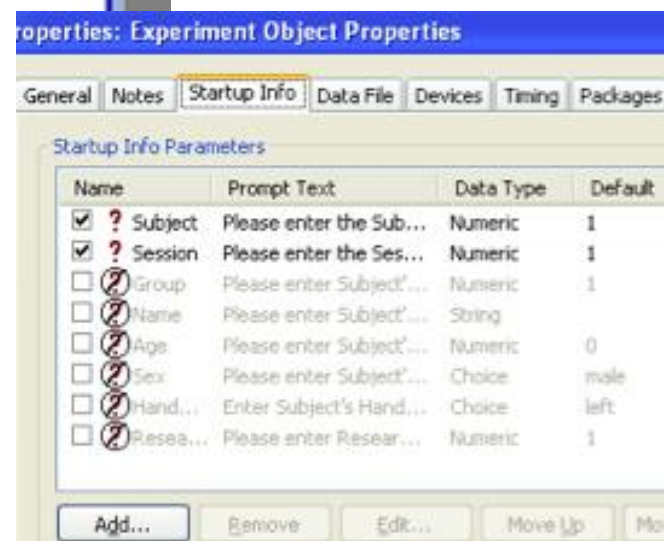 roperties: Experiment Object Properties
General Notes Startup Info Data File Devices Timing Packages
Startup Info Parameters
Name Prompt Text Data Type Default
? Subject Please enter the Sub... Numeric 1
? Session Please enter the Ses... Numeric 1
? Group Please enter Subject'... Numeric 1
? Name Please enter Subject'... String
? Age Please enter Subject'... Numeric 0
? Sex Please enter Subject'... Choice male
? Hand... Enter Subject's Hand... Choice left
? Resea... Please enter Resear... Numeric 1
Add... Remove Edit... Move Up Mo